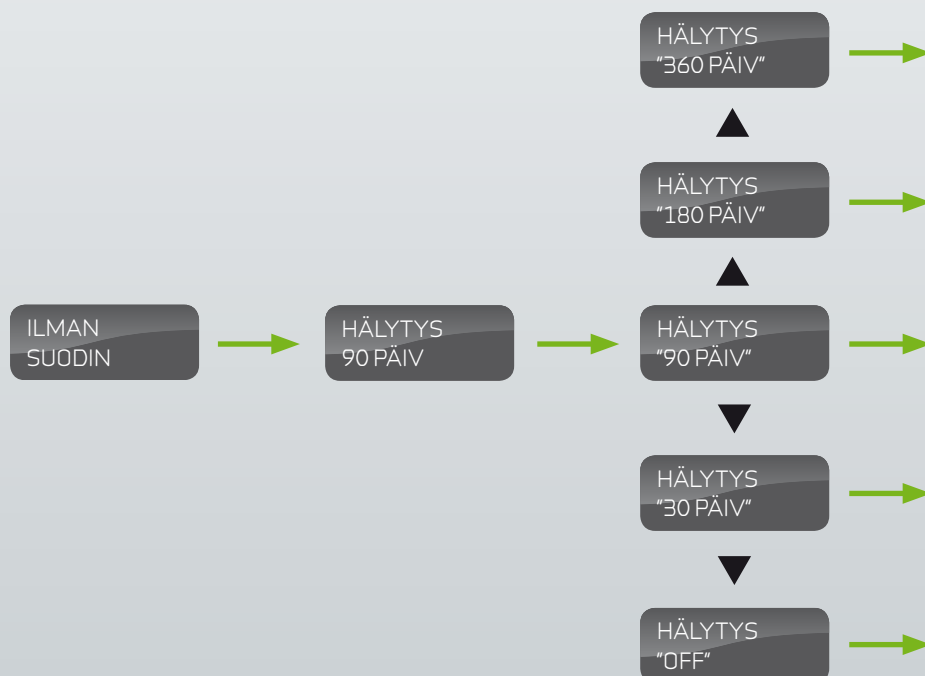 HÄLYTYS
"360 PÄIV"
HÄLYTYS
"180 PÄIV"
ILMAN
SUODIN
HÄLYTYS
90 PÄIV
HÄLYTYS
"90 PÄIV"
HÄLYTYS
"30 PÄIV"
HÄLYTYS
"OFF"